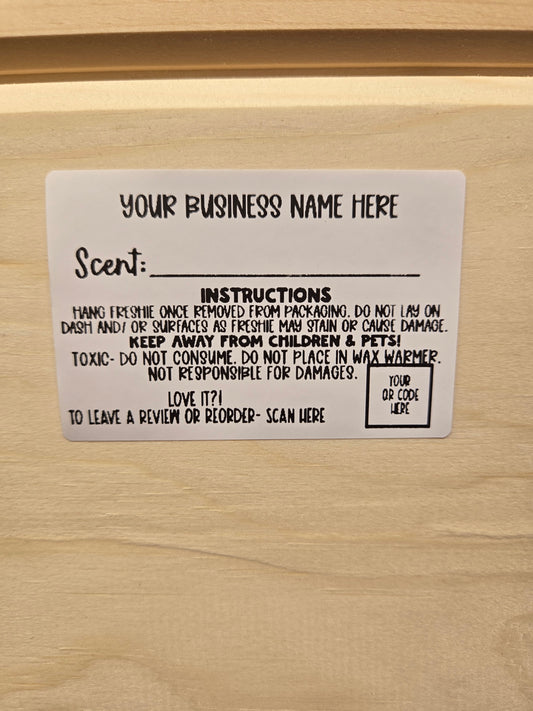 YOUR BUSINESS NAME HERE
Scent:
INSTRUCTIONS
HANG FRESHIE ONCE REMOVED FROM PACKAGING. DO NOT LAY ON
DASH AND/ OR SURFACES AS FRESHIE MAY STAIN OR CAUSE DAMAGE.
KEEP AWAY FROM CHILDREN & PETS!
TOXIC- DO NOT CONSUME. DO NOT PLACE IN WAX WARMER.
NOT RESPONSIBLE FOR DAMAGES.
LOVE IT?!
TO LEAVE A REVIEW OR REORDER- SCAN HERE
YOUR
QR CODE
HERE